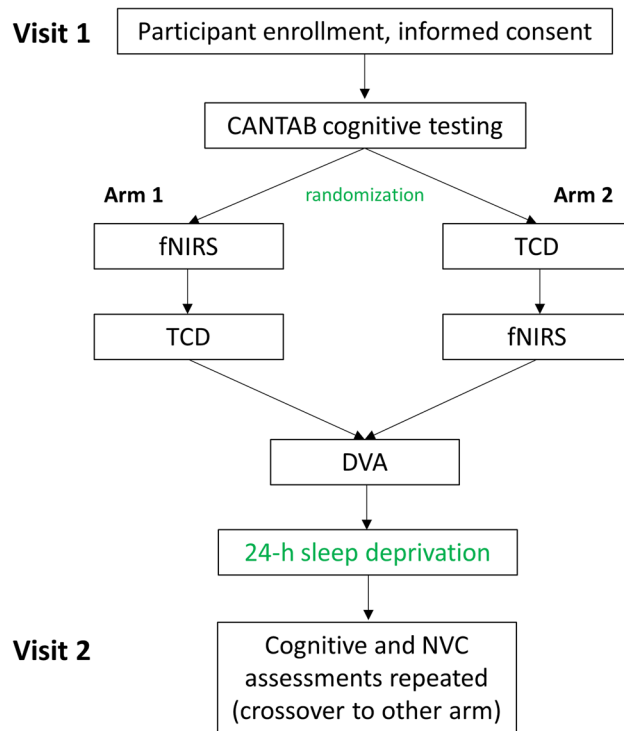 Visit 1
Participant enrollment, informed consent
CANTAB cognitive testing
Arm 1
randomization
Arm 2
fNIRS
TCD
TCD
fNIRS
DVA
24-h sleep deprivation
Visit 2
Cognitive and NVC
assessments repeated
(crossover to other arm)